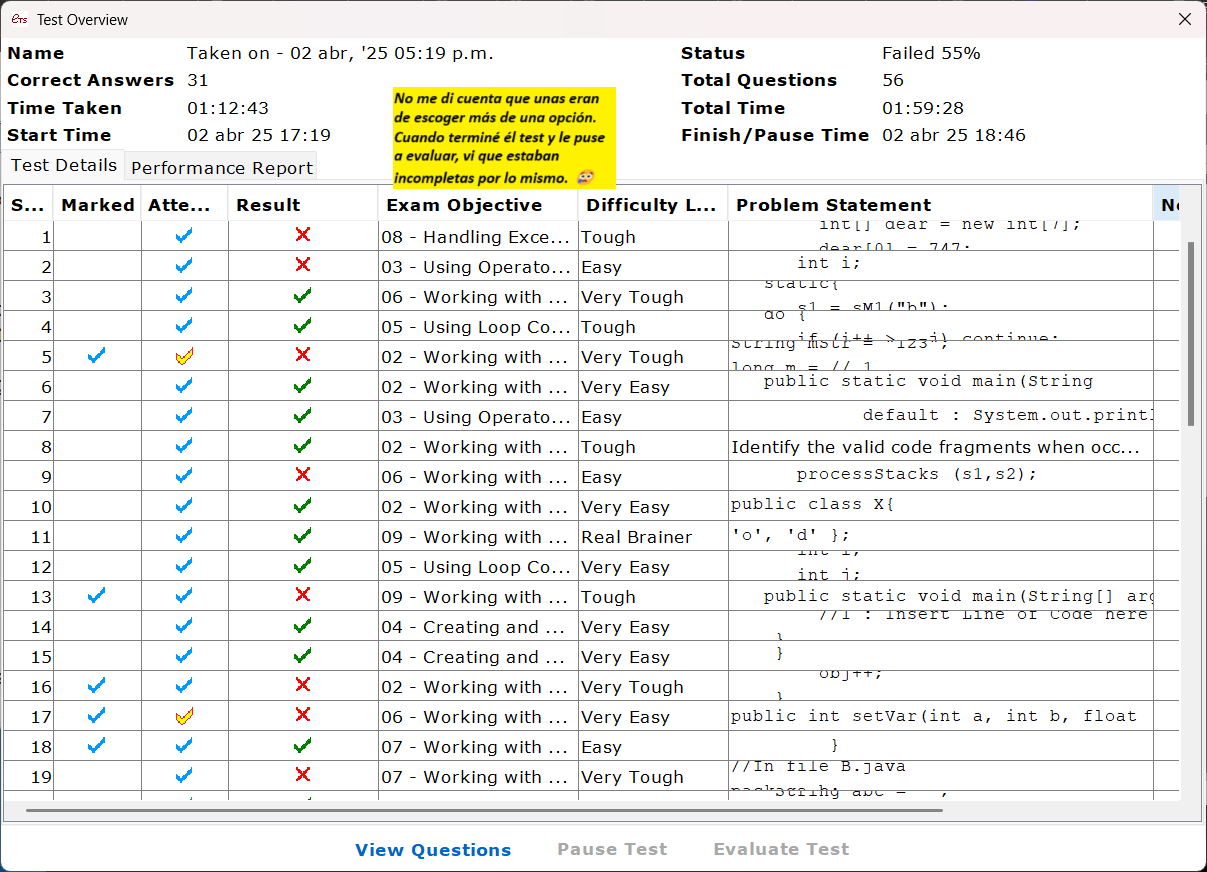 ETS Test Overview
Name Taken on - 02 abr, '25 05:19 p.m. Status Failed 55%
Correct Answers 31 Total Questions 56
Time Taken 01:12:43 Total Time 01:59:28
Start Time 02 abr 25 17:19 Finish/Pause Time 02 abr 25 18:46
No me di cuenta que unas eran
de escoger más de una opción.
Cuando terminé él test y le puse
a evaluar, vi que estaban
incompletas por lo mismo.
Test Details Performance Report
S... Marked Atte... Result Exam Objective Difficulty L... Problem Statement
1 08 - Handling Exce... Tough int[] dear = new int[7];
dear[0] = 747;
2 03 - Using Operato... Easy int i;
3 06 - Working with ... Very Tough static{
s1 = sM1("b");
4 05 - Using Loop Co... Tough do {
if (i++ > --j) continue;
5 02 - Working with ... Very Tough String mStr = "123";
long m = // 1
6 02 - Working with ... Very Easy public static void main(String
7 03 - Using Operato... Easy default : System.out.printl
8 02 - Working with ... Tough Identify the valid code fragments when occ...
9 06 - Working with ... Easy processStacks (s1,s2);
10 02 - Working with ... Very Easy public class X{
11 09 - Working with ... Real Brainer 'o', 'd' };
12 05 - Using Loop Co... Very Easy int i;
int j;
13 09 - Working with ... Tough public static void main(String[] arg
14 04 - Creating and ... Very Easy //1 : Insert Line of Code here
}
15 04 - Creating and ... Very Easy }
16 02 - Working with ... Very Tough obj++;
}
17 06 - Working with ... Very Easy public int setVar(int a, int b, float
18 07 - Working with ... Easy }
19 07 - Working with ... Very Tough //In file B.java
View Questions Pause Test Evaluate Test